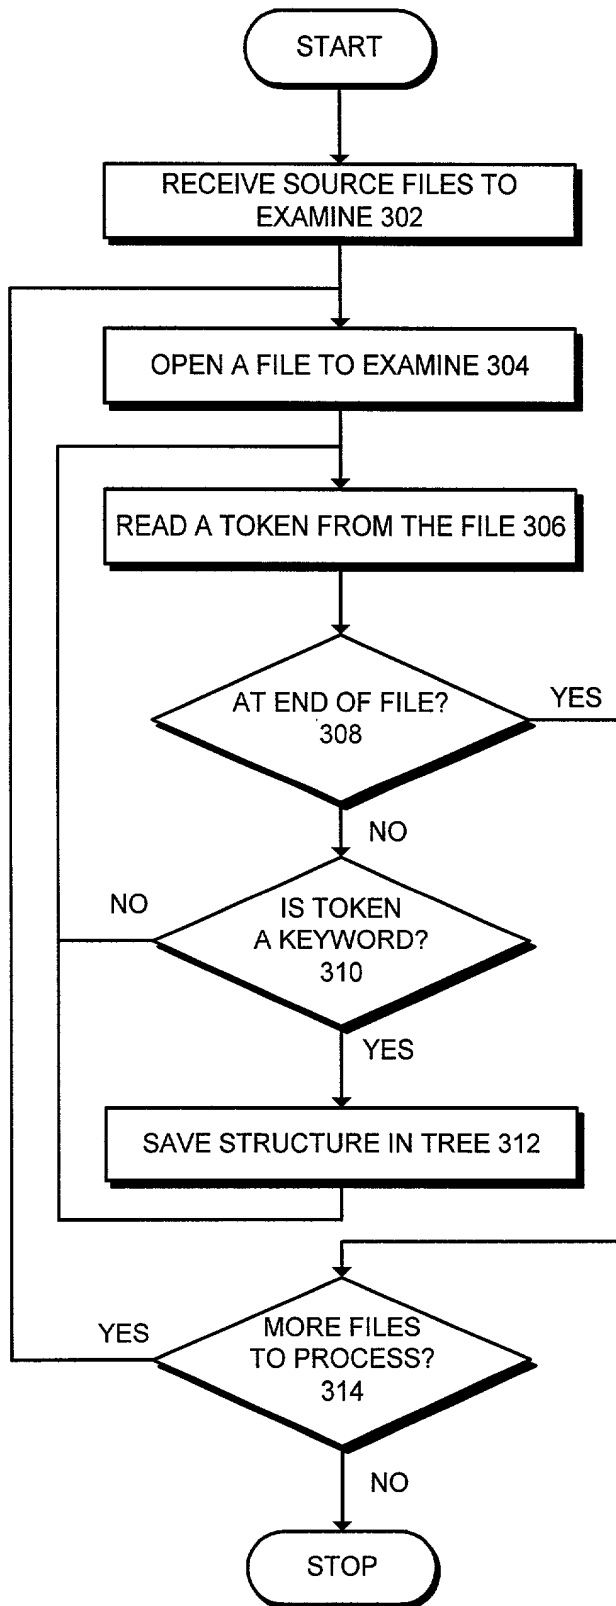 START
RECEIVE SOURCE FILES TO
EXAMINE 302
OPEN A FILE TO EXAMINE 304
READ A TOKEN FROM THE FILE 306
AT END OF FILE?
308
YES
NO
NO
IS TOKEN
A KEYWORD?
310
YES
SAVE STRUCTURE IN TREE 312
YES
MORE FILES
TO PROCESS?
314
NO
STOP